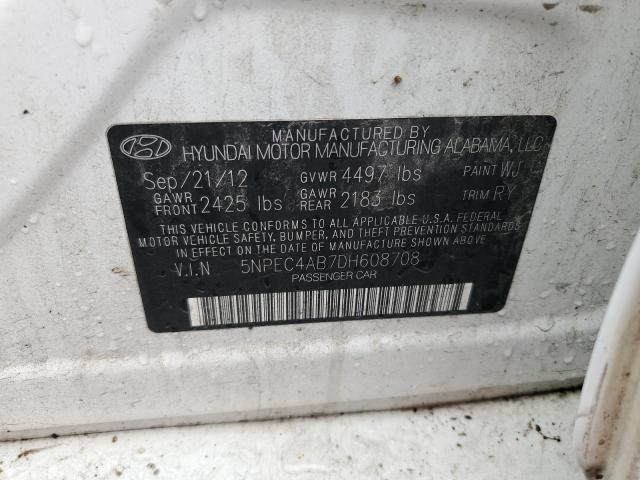 MANUFACTURED BY
HYUNDAI MOTOR MANUFACTURING ALABAMA, LLC
Sep/21/12 GVWR 4497 lbs PAINT WJ
GAWR FRONT 2425 lbs GAWR REAR 2183 lbs TRIM RY
THIS VEHICLE CONFORMS TO ALL APPLICABLE U.S.A. FEDERAL
MOTOR VEHICLE SAFETY, BUMPER, AND THEFT PREVENTION STANDARDS
IN EFFECT ON THE DATE OF MANUFACTURE SHOWN ABOVE.
V.I.N 5NPEC4AB7DH608708
PASSENGER CAR